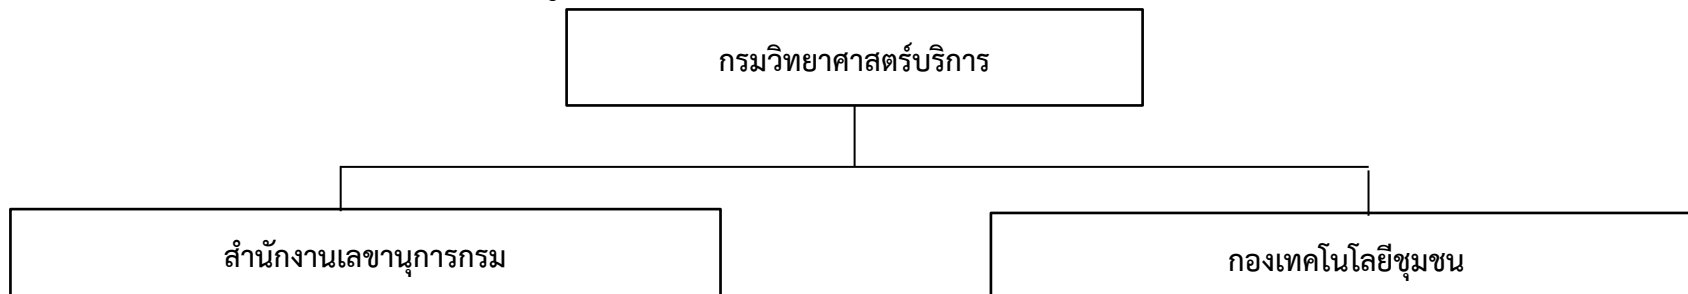 กรมวิทยาศาสตร์บริการ
สำนักงานเลขานุการกรม
กองเทคโนโลยีชุมชน